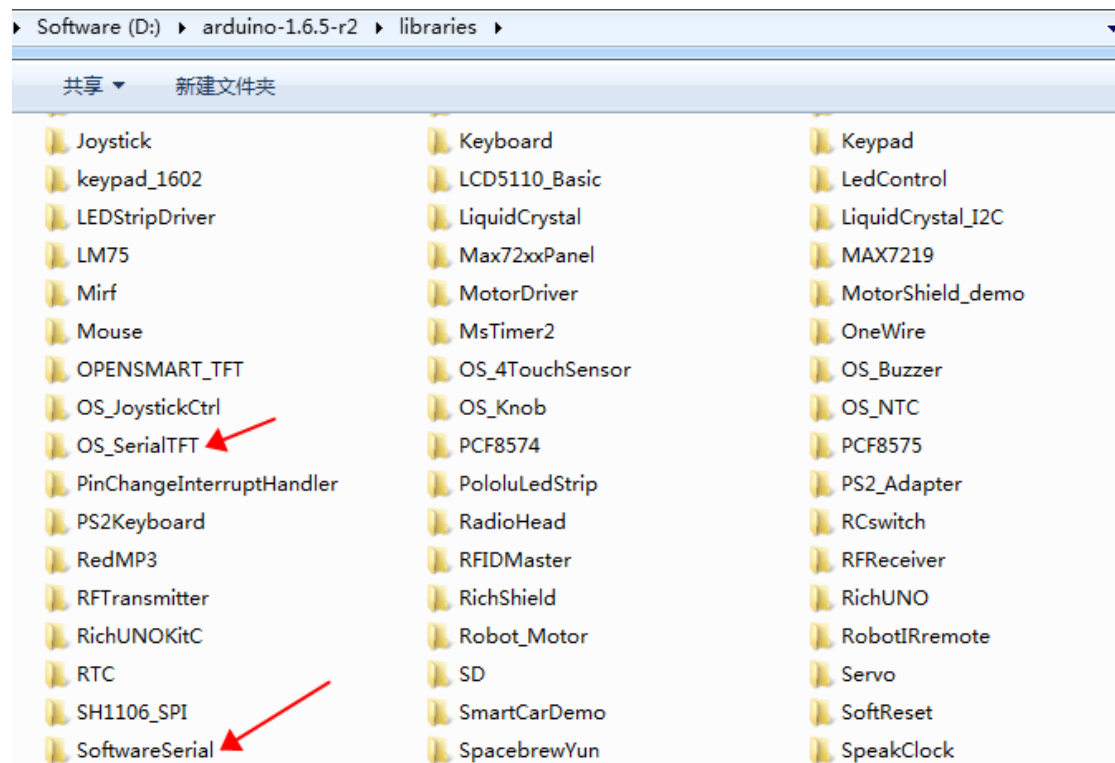 Software (D:) arduino-1.6.5-r2 libraries
共享 新建文件夹
Joystick Keyboard Keypad
keypad_1602 LCD5110_Basic LedControl
LEDStripDriver LiquidCrystal LiquidCrystal_I2C
LM75 Max72xxPanel MAX7219
Mirf MotorDriver MotorShield_demo
Mouse MsTimer2 OneWire
OPENSMART_TFT OS_4TouchSensor OS_Buzzer
OS_JoystickCtrl OS_Knob OS_NTC
OS_SerialTFT PCF8574 PCF8575
PinChangeInterruptHandler PololuLedStrip PS2_Adapter
PS2Keyboard RadioHead RCswitch
RedMP3 RFIDMaster RFReceiver
RFTransmitter RichShield RichUNO
RichUNOKitC Robot_Motor RobotIRremote
RTC SD Servo
SH1106_SPI SmartCarDemo SoftReset
SoftwareSerial SpacebrewYun SpeakClock